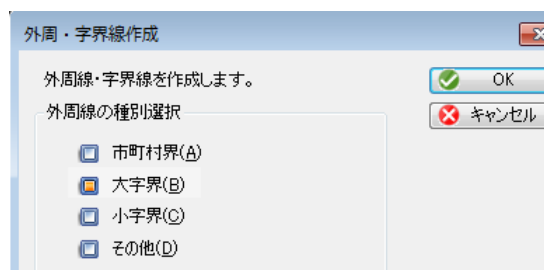 外周・字界線作成
外周線・字界線を作成します。
OK
外周線の種別選択
キャンセル
市町村界(A)
大字界(B)
小字界(C)
その他(D)